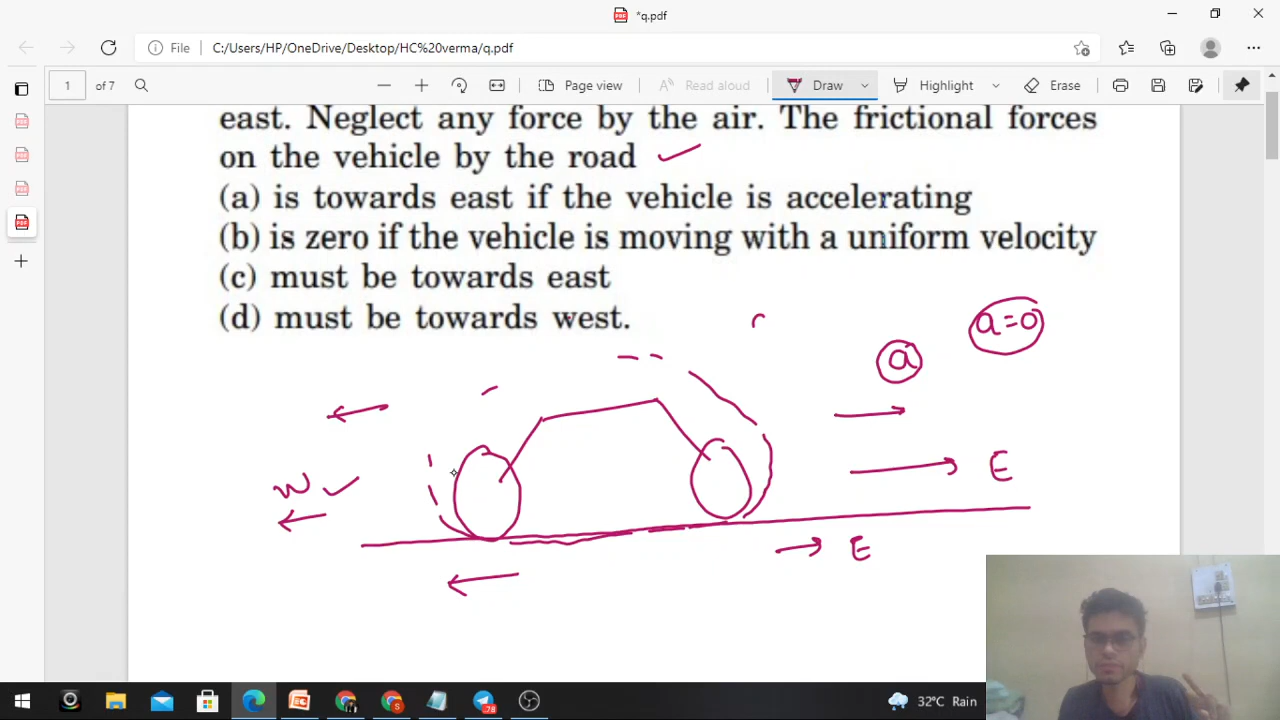 *q.pdf
File C:/Users/HP/OneDrive/Desktop/HC%20verma/q.pdf
1 of 7 Page view Read aloud Draw Highlight Erase
east. Neglect any force by the air. The frictional forces
on the vehicle by the road
(a) is towards east if the vehicle is accelerating
(b) is zero if the vehicle is moving with a uniform velocity
(c) must be towards east
(d) must be towards west.
a=0
a
E
W
E
78
32°C Rain